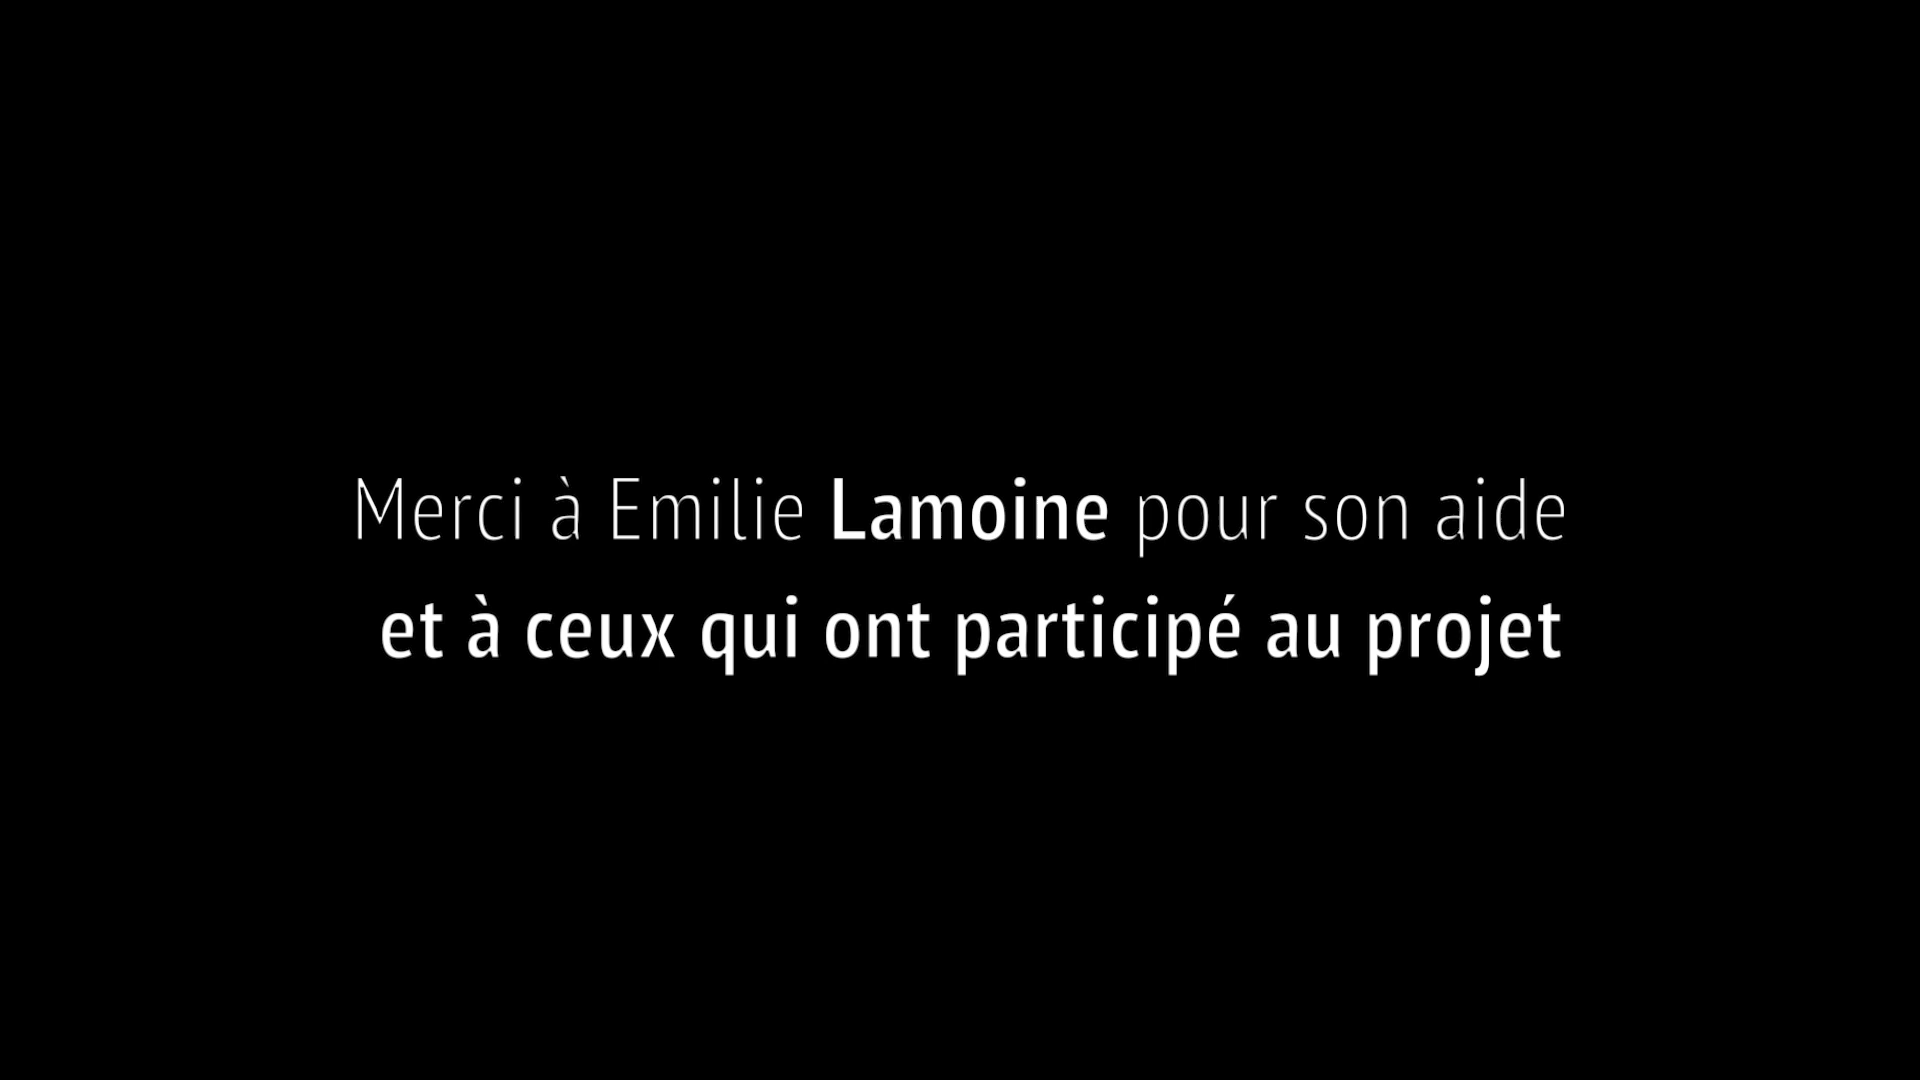 Merci à Emilie Lamoine pour son aide
et à ceux qui ont participé au projet